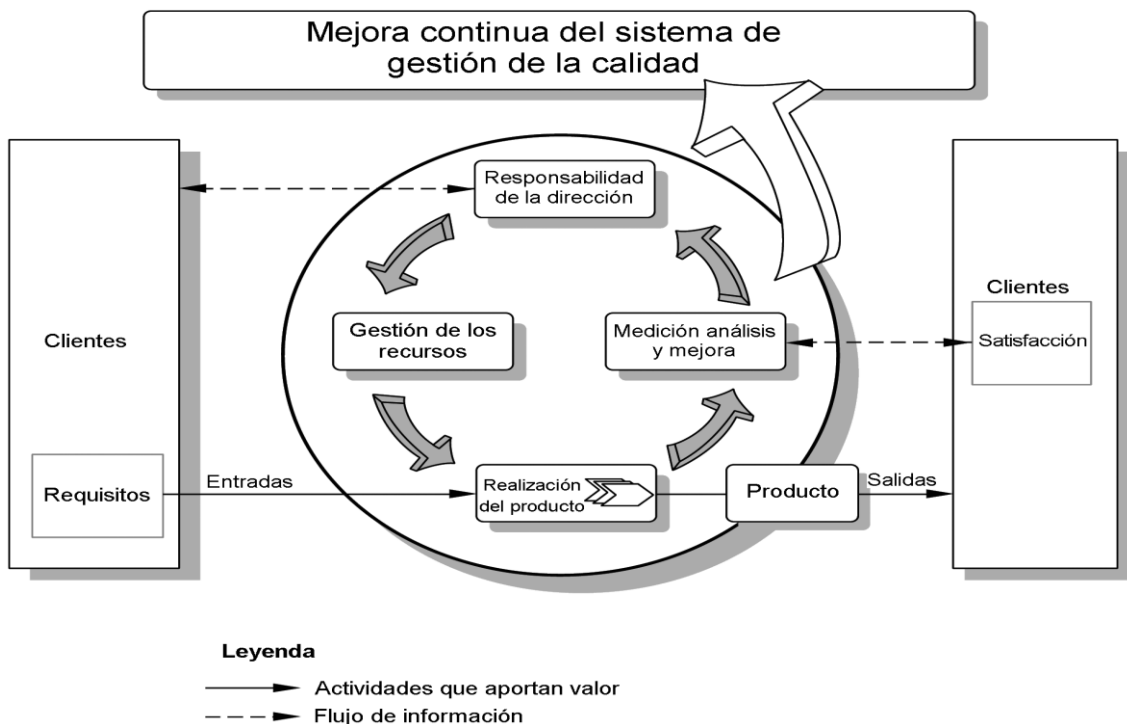 Mejora continua del sistema de
gestión de la calidad
Responsabilidad
de la dirección
Clientes
Gestión de los
recursos
Medición análisis
y mejora
Clientes
Satisfacción
Requisitos
Entradas
Realización
del producto
Producto
Salidas
Leyenda
Actividades que aportan valor
Flujo de información